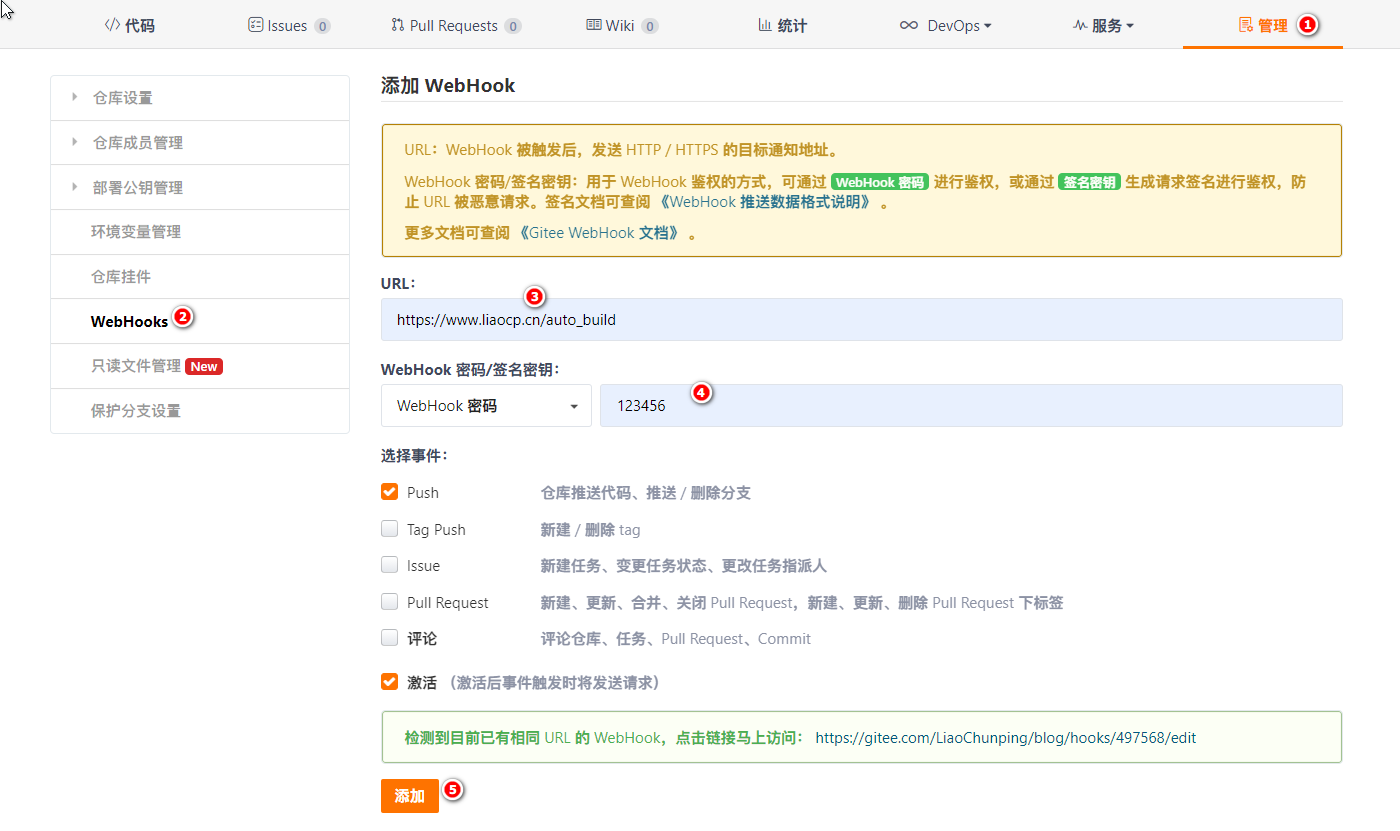 </> 代码 Issues 0 Pull Requests 0 Wiki 0 统计 DevOps 服务 管理 1
仓库设置
仓库成员管理
部署公钥管理
环境变量管理
仓库挂件
WebHooks 2
只读文件管理 New
保护分支设置
添加 WebHook
URL：WebHook 被触发后，发送 HTTP / HTTPS 的目标通知地址。
WebHook 密码/签名密钥：用于 WebHook 鉴权的方式，可通过 WebHook 密码 进行鉴权，或通过 签名密钥 生成请求签名进行鉴权，防
止 URL 被恶意请求。签名文档可查阅 《WebHook 推送数据格式说明》 。
更多文档可查阅 《Gitee WebHook 文档》 。
URL：
3
https://www.liaocp.cn/auto_build
WebHook 密码/签名密钥：
4
WebHook 密码 123456
选择事件：
Push 仓库推送代码、推送 / 删除分支
Tag Push 新建 / 删除 tag
Issue 新建任务、变更任务状态、更改任务指派人
Pull Request 新建、更新、合并、关闭 Pull Request，新建、更新、删除 Pull Request 下标签
评论 评论仓库、任务、Pull Request、Commit
激活 （激活后事件触发时将发送请求）
检测到目前已有相同 URL 的 WebHook，点击链接马上访问： https://gitee.com/LiaoChunping/blog/hooks/497568/edit
添加 5